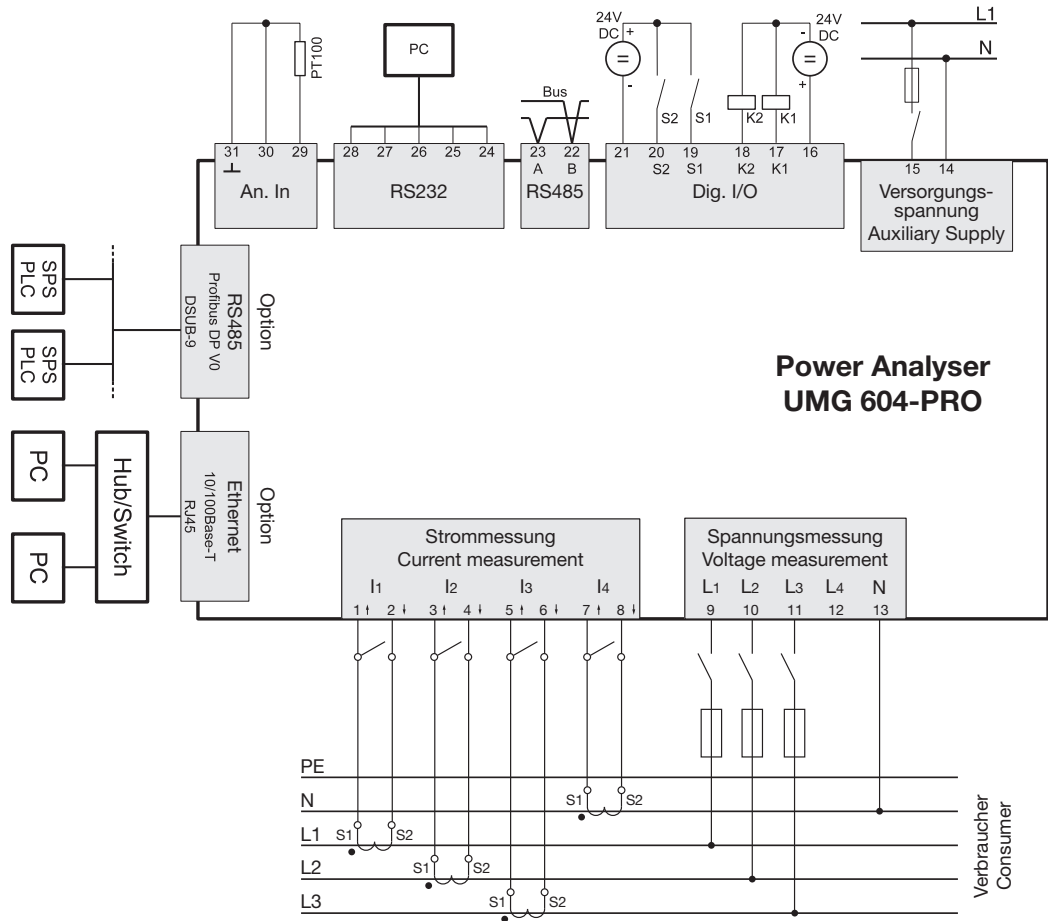 24V
DC
+
-
24V
DC
-
+
L1
N
PT100
PC
Bus
S2
S1
K2
K1
31
30
29
28
27
26
25
24
23
22
21
20
19
18
17
16
15
14
A
B
S2
S1
K2
K1
An. In
RS232
RS485
Dig. I/O
Versorgungs-
spannung
Auxiliary Supply
SPS
PLC
SPS
PLC
RS485
Profibus DP V0
DSUB-9
Option
Power Analyser
UMG 604-PRO
PC
PC
Hub/Switch
Ethernet
10/100Base-T
RJ45
Option
Strommessung
Current measurement
I1
I2
I3
I4
1
2
3
4
5
6
7
8
Spannungsmessung
Voltage measurement
L1
L2
L3
L4
N
9
10
11
12
13
PE
N
S1
S2
L1
S1
S2
L2
S1
S2
L3
S1
S2
Verbraucher
Consumer